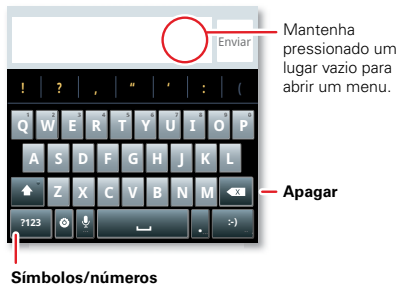 Enviar
Mantenha
pressionado um
lugar vazio para
abrir um menu.
! ? , " ' : (
Q W E R T Y U I O P
A S D F G H J K L
Z X C V B N M
Apagar
?123 . :-)
Símbolos/números